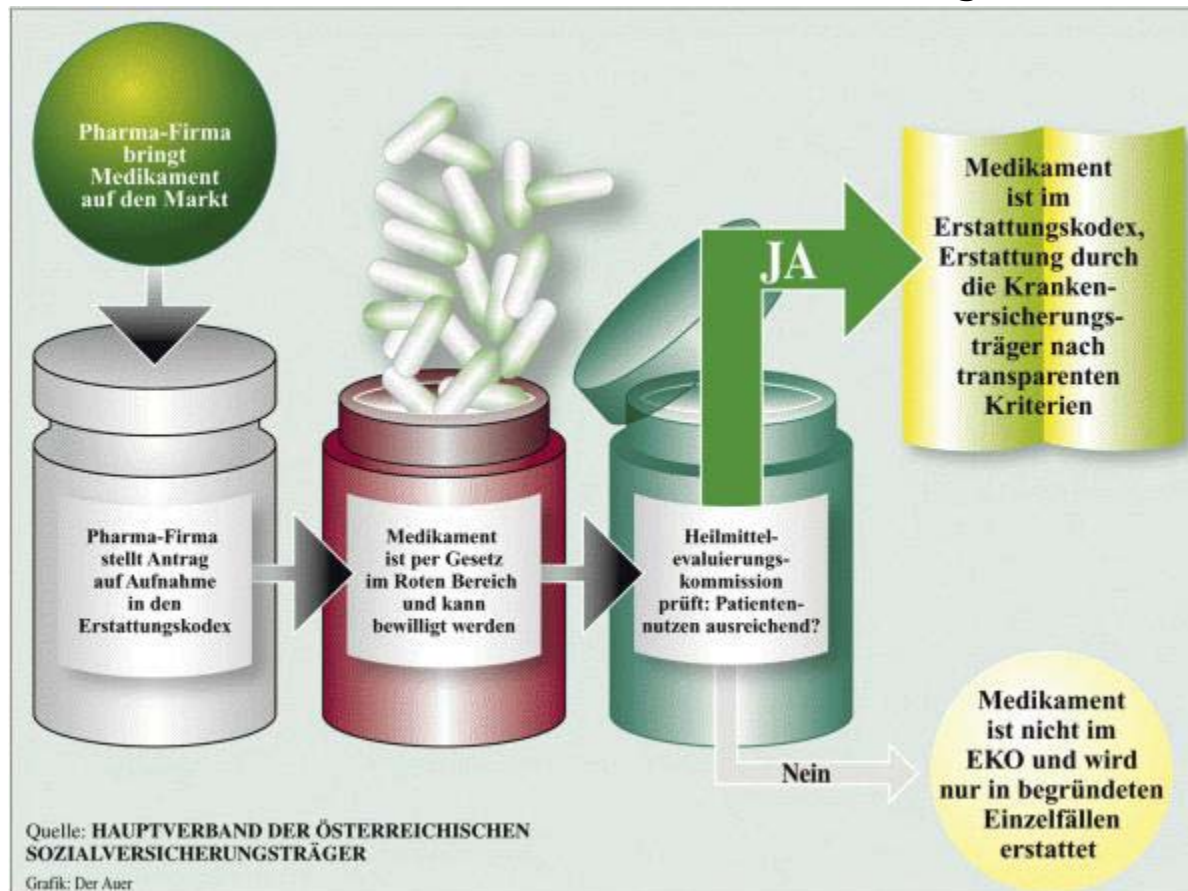 Pharma-Firma
bringt
Medikament
auf den Markt
Pharma-Firma
stellt Antrag
auf Aufnahme
in den
Erstattungskodex
Medikament
ist per Gesetz
im Roten Bereich
und kann
bewilligt werden
Heilmittel-
evaluierungs-
kommission
prüft: Patienten-
nutzen ausreichend?
JA
Medikament
ist im
Erstattungskodex,
Erstattung durch
die Kranken-
versicherungs-
träger nach
transparenten
Kriterien
Nein
Medikament
ist nicht im
EKO und wird
nur in begründeten
Einzelfällen
erstattet
Quelle: HAUPTVERBAND DER ÖSTERREICHISCHEN
SOZIALVERSICHERUNGSTRÄGER
Grafik: Der Auer